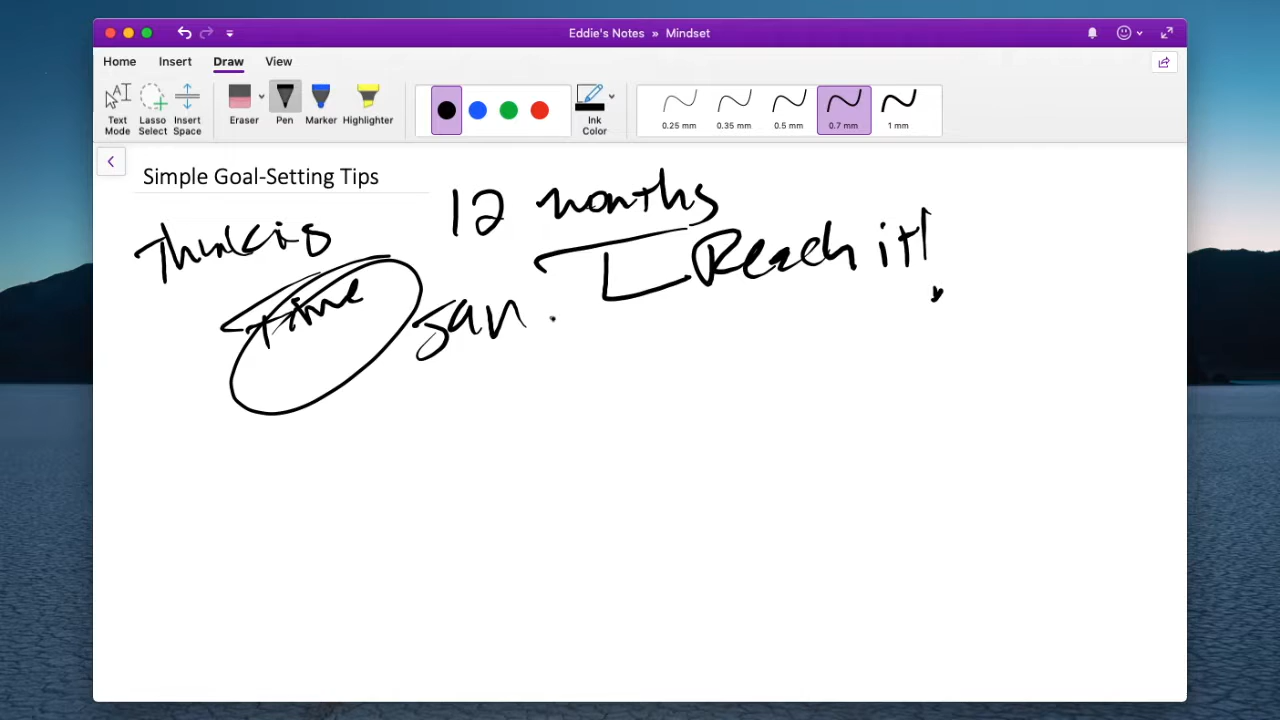 Eddie's Notes » Mindset
Home Insert Draw View
Text Mode
Lasso Select
Insert Space
Eraser
Pen
Marker
Highlighter
Ink Color
0.25 mm
0.35 mm
0.5 mm
0.7 mm
1 mm
Simple Goal-Setting Tips
12 months
Thinking
Reach it!
Time
Jan.